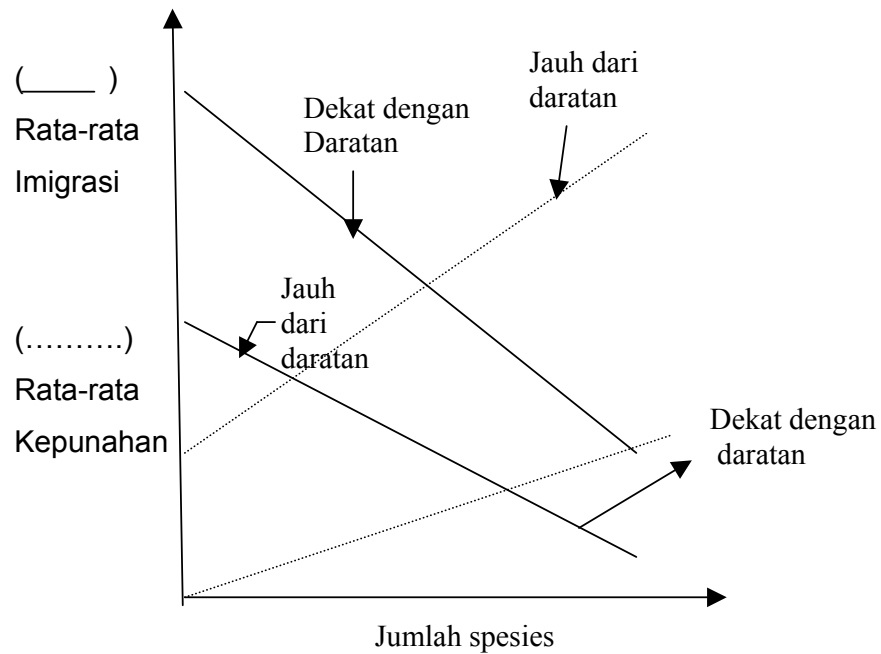 (_____ )
Rata-rata
Imigrasi
(……….)
Rata-rata
Kepunahan
Dekat dengan
Daratan
Jauh dari
daratan
Jauh
dari
daratan
Dekat dengan
daratan
Jumlah spesies